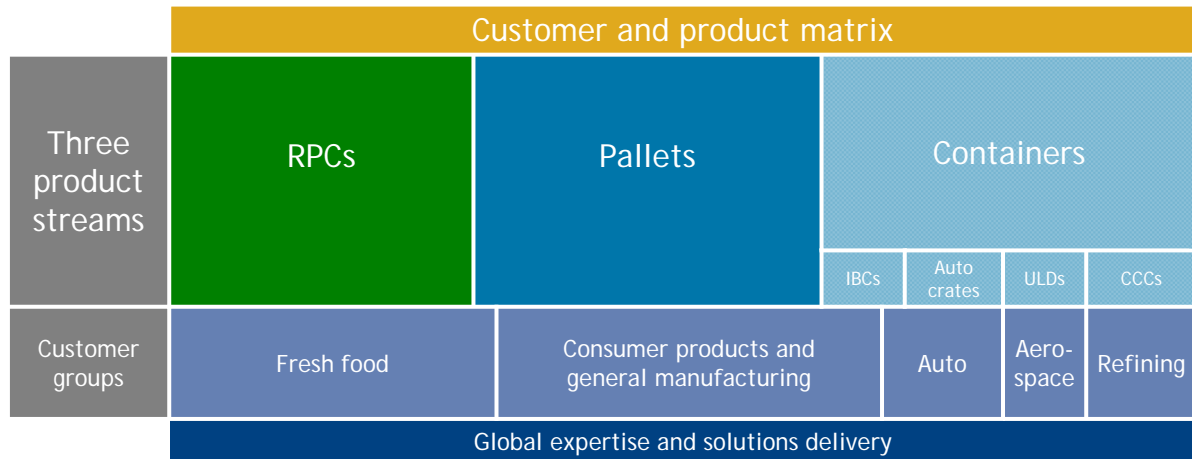 Customer and product matrix
Three
product
streams
RPCs
Pallets
Containers
IBCs
Auto
crates
ULDs
CCCs
Customer
groups
Fresh food
Consumer products and
general manufacturing
Auto
Aero-
space
Refining
Global expertise and solutions delivery